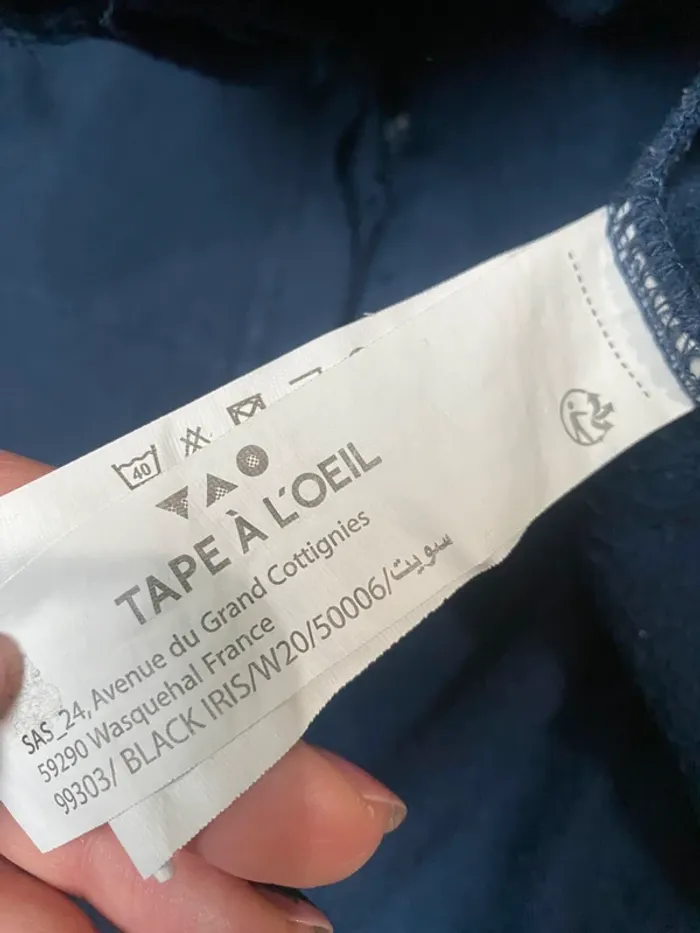 40
TAPE À L'OEIL
SAS_24, Avenue du Grand Cottignies
59290 Wasquehal France
99303/ BLACK IRIS/W20/50006/سويت